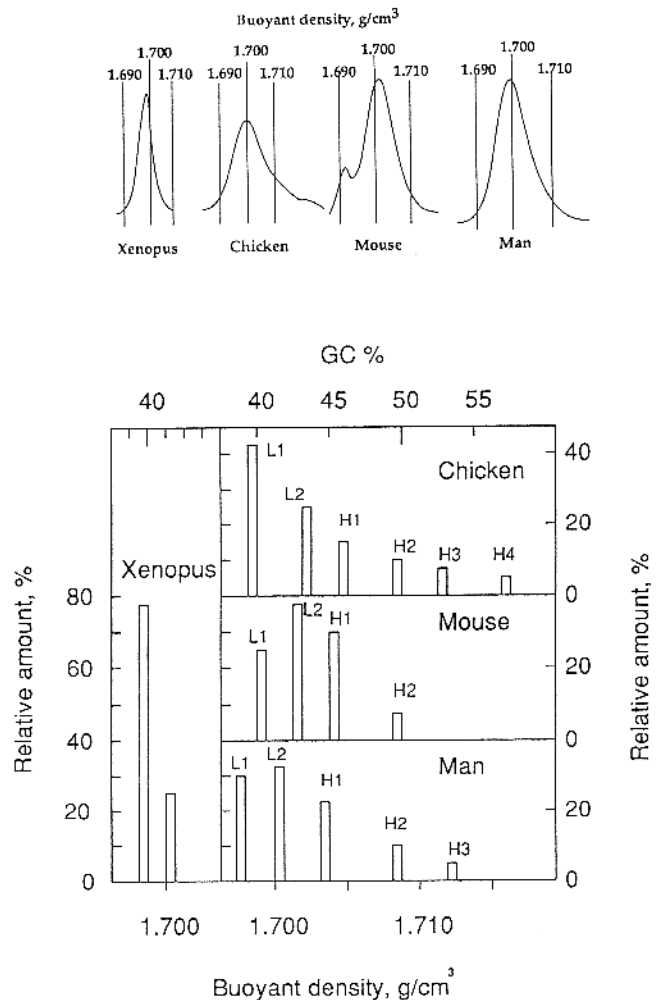 Buoyant density, g/cm³
1.700 1.700 1.700 1.700
1.690 1.710 1.690 1.710 1.690 1.710 1.690 1.710
Xenopus Chicken Mouse Man
GC %
40 40 45 50 55
40
L1
Chicken
L2
20
H1
H2 H3 H4
Xenopus
0
80
L2 H1
Mouse
L1
60
20
H2
40
0
L1 L2
Man
H1
20
20
H2
H3
0
0
Relative amount, %
Relative amount, %
1.700 1.700 1.710
Buoyant density, g/cm³